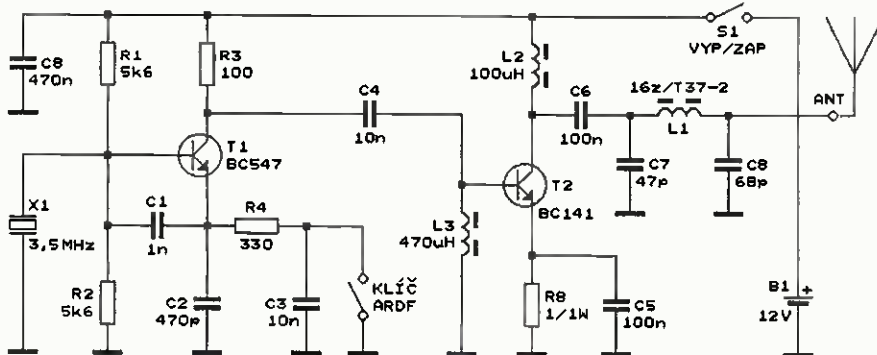 C8
470n
R1
5k6
R3
100
C4
10n
L2
100uH
C6
100n
S1
VYP/ZAP
16z/T37-2
L1
ANT
T1
BC547
C7
47p
C8
68p
T2
BC141
X1
3,5MHz
C1
1n
R4
330
L3
470uH
R2
5k6
C2
470p
C3
10n
KLÍČ
ARDF
R8
1/1W
C5
100n
B1
+
12V